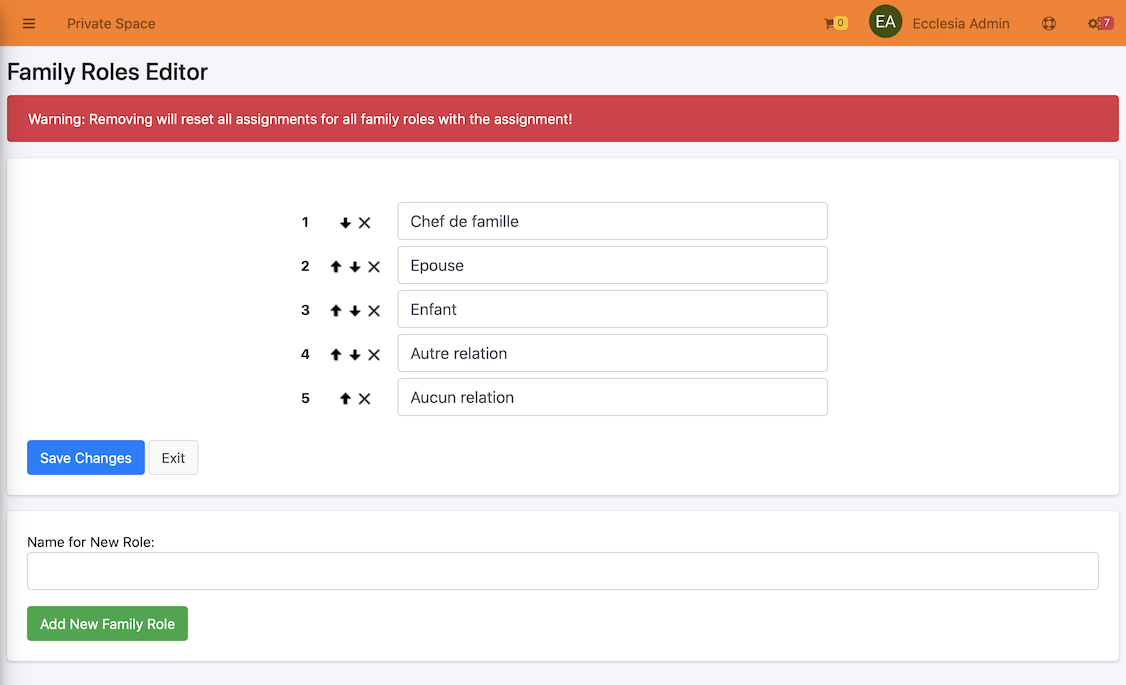 Private Space
0
EA
Ecclesia Admin
7
Family Roles Editor
Warning: Removing will reset all assignments for all family roles with the assignment!
1 Chef de famille
2 Epouse
3 Enfant
4 Autre relation
5 Aucun relation
Save Changes
Exit
Name for New Role:
Add New Family Role